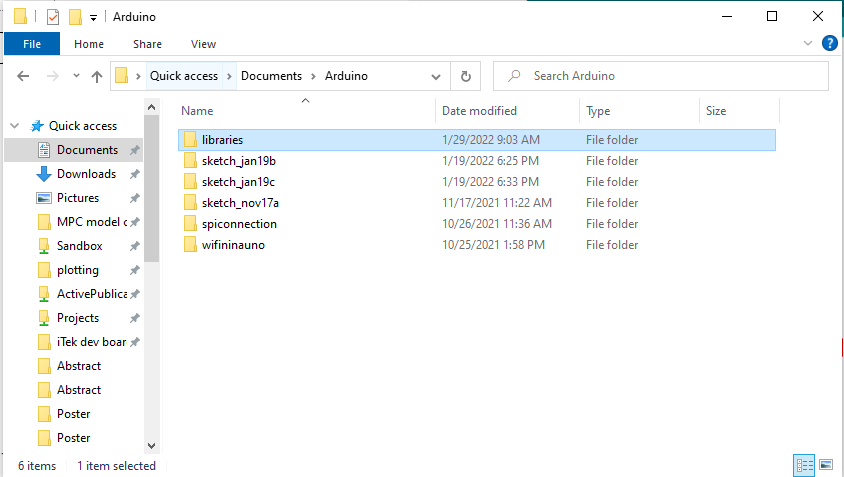 Arduino
File Home Share View
Quick access Documents Arduino
Search Arduino
Name Date modified Type Size
Quick access
Documents
Downloads
Pictures
MPC model c
Sandbox
plotting
ActivePublica
Projects
iTek dev boar
Abstract
Abstract
Poster
Poster
libraries 1/29/2022 9:03 AM File folder
sketch_jan19b 1/19/2022 6:25 PM File folder
sketch_jan19c 1/19/2022 6:33 PM File folder
sketch_nov17a 11/17/2021 11:22 AM File folder
spiconnection 10/26/2021 11:36 AM File folder
wifininauno 10/25/2021 1:58 PM File folder
6 items 1 item selected